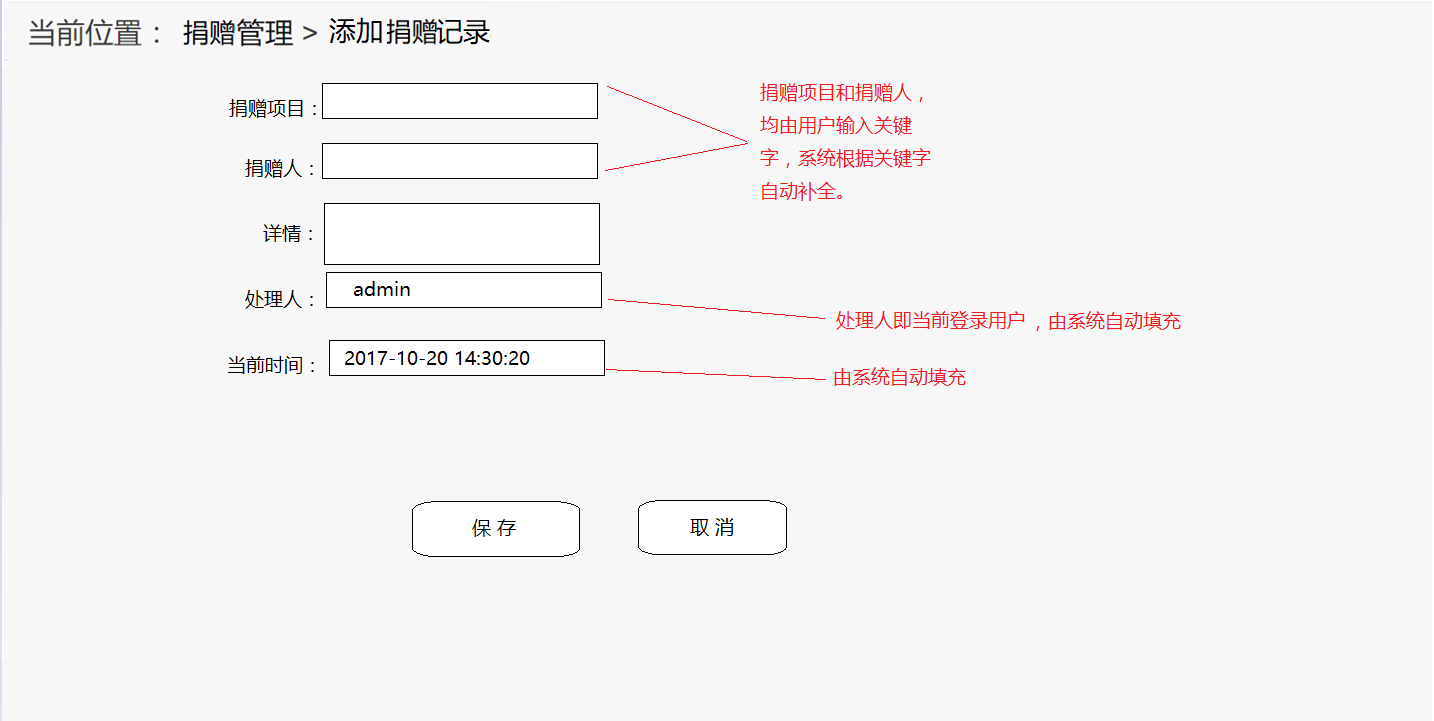 当前位置： 捐赠管理 > 添加捐赠记录
捐赠项目：
捐赠人：
详情：
处理人： admin
当前时间： 2017-10-20 14:30:20
捐赠项目和捐赠人，
均由用户输入关键
字，系统根据关键字
自动补全。
处理人即当前登录用户，由系统自动填充
由系统自动填充
保 存
取 消